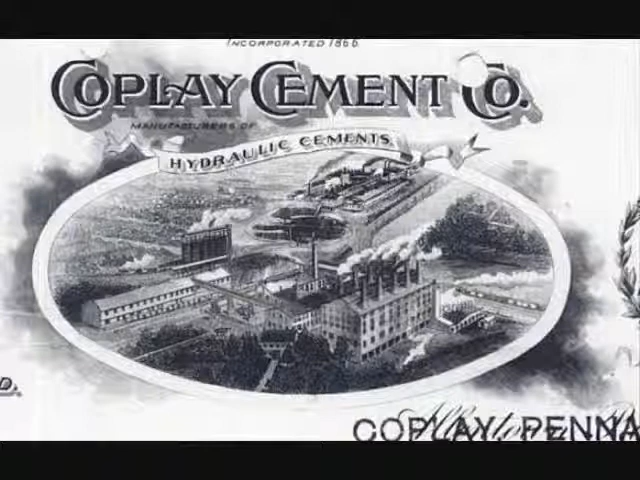 INCORPORATED 1866
COPLAY CEMENT CO.
MANUFACTURERS OF
HYDRAULIC CEMENTS
D.
COPLAY, PENNA